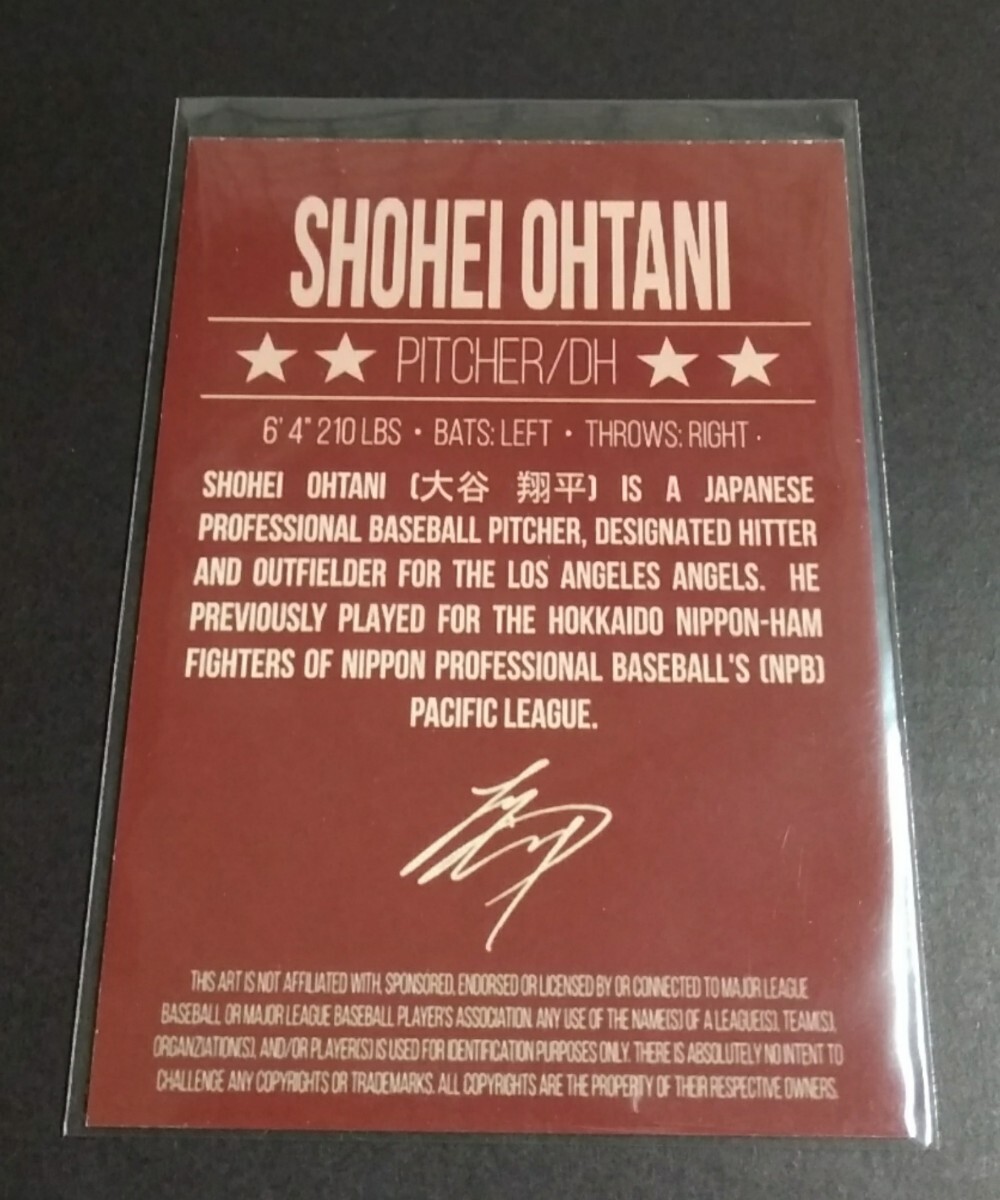 SHOHEI OHTANI
PITCHER/DH
6' 4" 210 LBS • BATS: LEFT • THROWS: RIGHT •
SHOHEI OHTANI (大谷 翔平) IS A JAPANESE
PROFESSIONAL BASEBALL PITCHER, DESIGNATED HITTER
AND OUTFIELDER FOR THE LOS ANGELES ANGELS. HE
PREVIOUSLY PLAYED FOR THE HOKKAIDO NIPPON-HAM
FIGHTERS OF NIPPON PROFESSIONAL BASEBALL'S (NPB)
PACIFIC LEAGUE.
THIS ART IS NOT AFFILIATED WITH, SPONSORED, ENDORSED OR LICENSED BY OR CONNECTED TO MAJOR LEAGUE
BASEBALL OR MAJOR LEAGUE BASEBALL PLAYER'S ASSOCIATION. ANY USE OF THE NAME(S) OF A LEAGUE(S), TEAM(S),
ORGANZIATION(S), AND/OR PLAYER(S) IS USED FOR IDENTIFICATION PURPOSES ONLY. THERE IS ABSOLUTELY NO INTENT TO
CHALLENGE ANY COPYRIGHTS OR TRADEMARKS. ALL COPYRIGHTS ARE THE PROPERTY OF THEIR RESPECTIVE OWNERS.